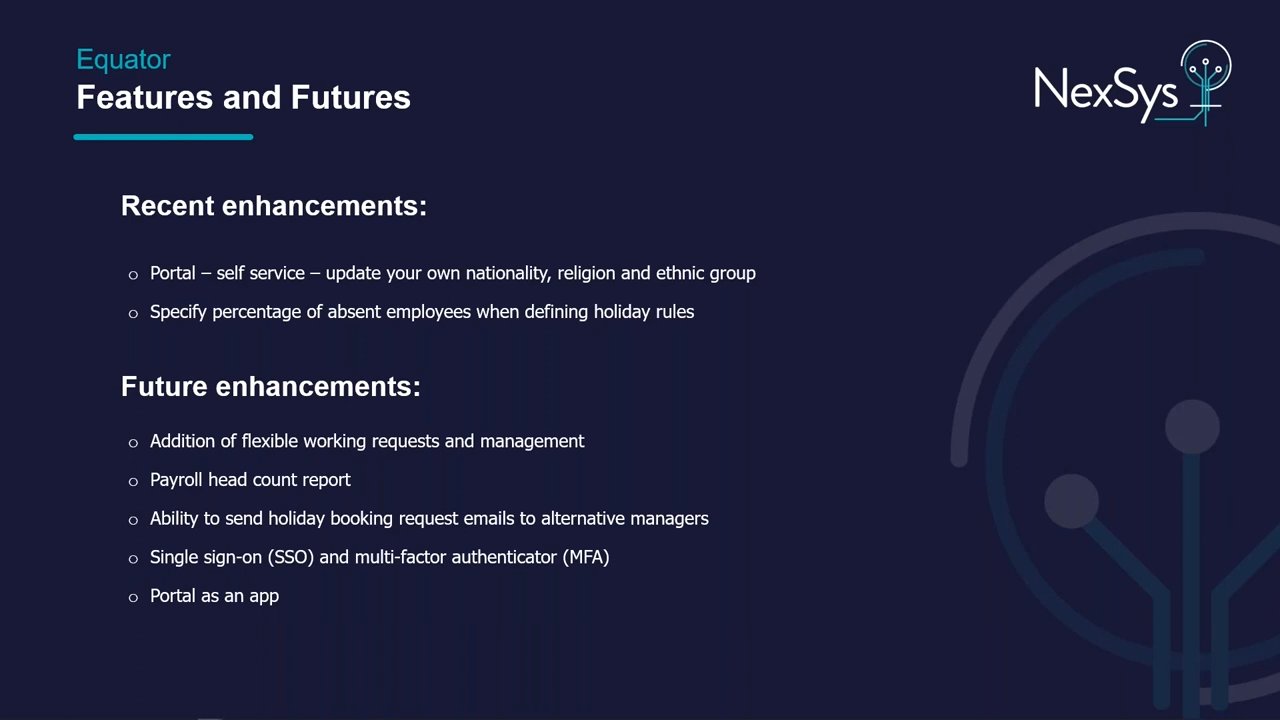 Equator
Features and Futures
NexSys
Recent enhancements:
o Portal – self service – update your own nationality, religion and ethnic group
o Specify percentage of absent employees when defining holiday rules
Future enhancements:
o Addition of flexible working requests and management
o Payroll head count report
o Ability to send holiday booking request emails to alternative managers
o Single sign-on (SSO) and multi-factor authenticator (MFA)
o Portal as an app